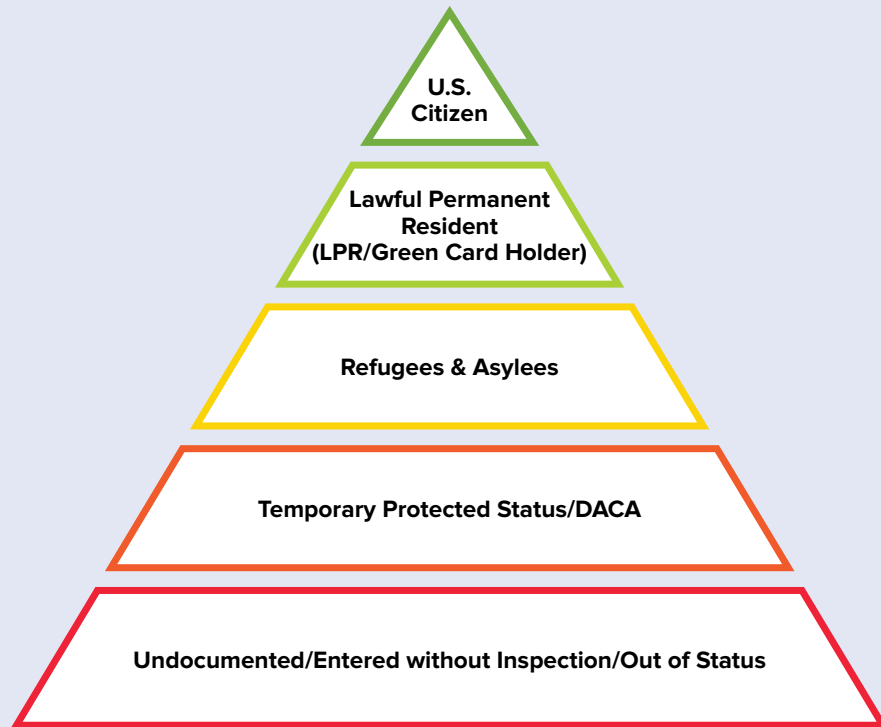 U.S.
Citizen
Lawful Permanent
Resident
(LPR/Green Card Holder)
Refugees & Asylees
Temporary Protected Status/DACA
Undocumented/Entered without Inspection/Out of Status